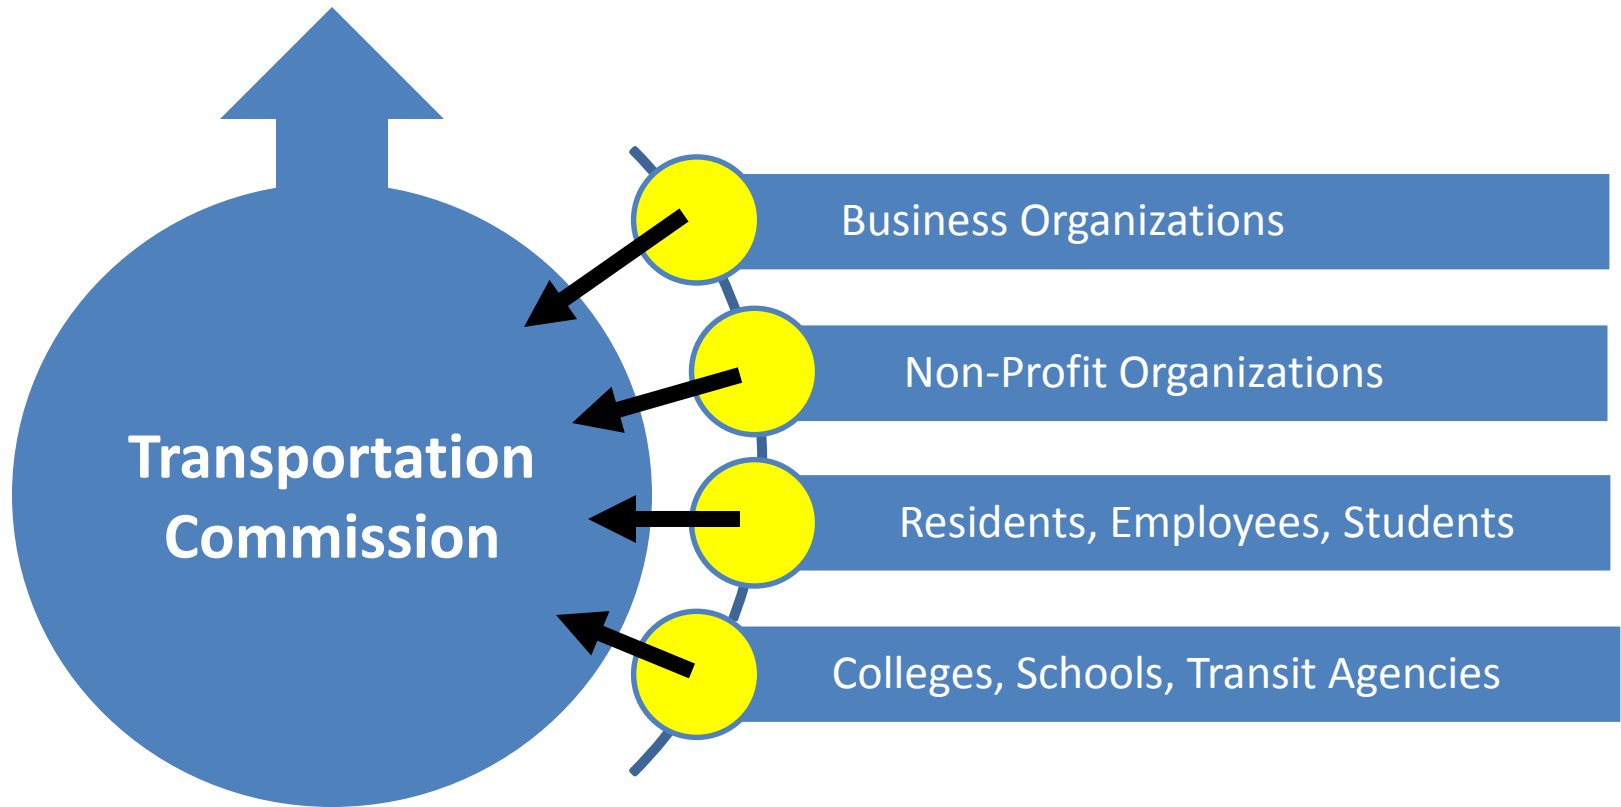 Transportation
Commission
Business Organizations
Non-Profit Organizations
Residents, Employees, Students
Colleges, Schools, Transit Agencies